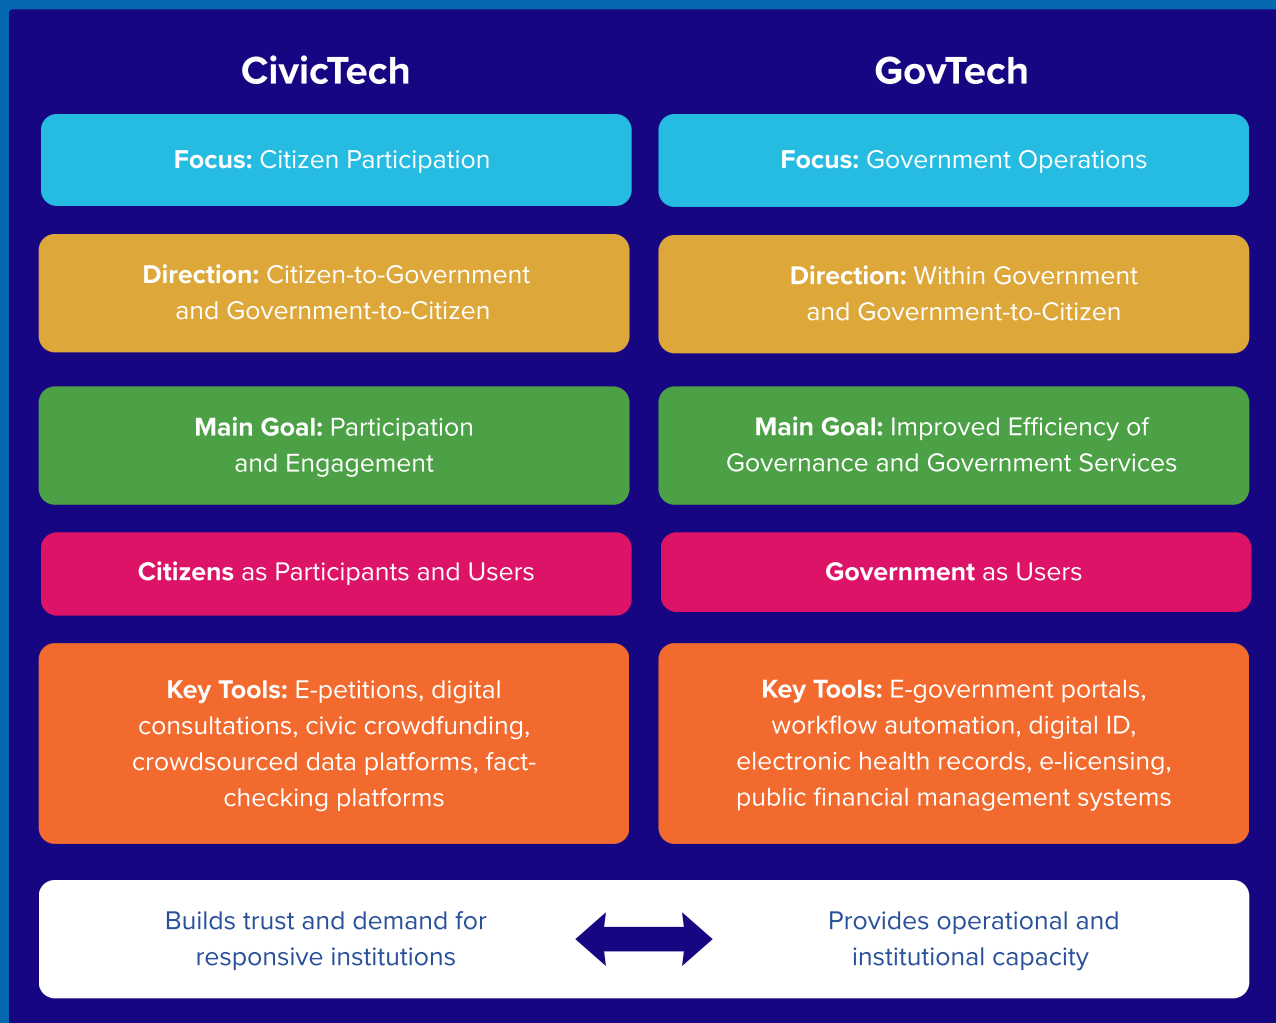 CivicTech
Focus: Citizen Participation
Direction: Citizen-to-Government
and Government-to-Citizen
Main Goal: Participation
and Engagement
Citizens as Participants and Users
Key Tools: E-petitions, digital
consultations, civic crowdfunding,
crowdsourced data platforms, fact-
checking platforms
Builds trust and demand for
responsive institutions
GovTech
Focus: Government Operations
Direction: Within Government
and Government-to-Citizen
Main Goal: Improved Efficiency of
Governance and Government Services
Government as Users
Key Tools: E-government portals,
workflow automation, digital ID,
electronic health records, e-licensing,
public financial management systems
Provides operational and
institutional capacity